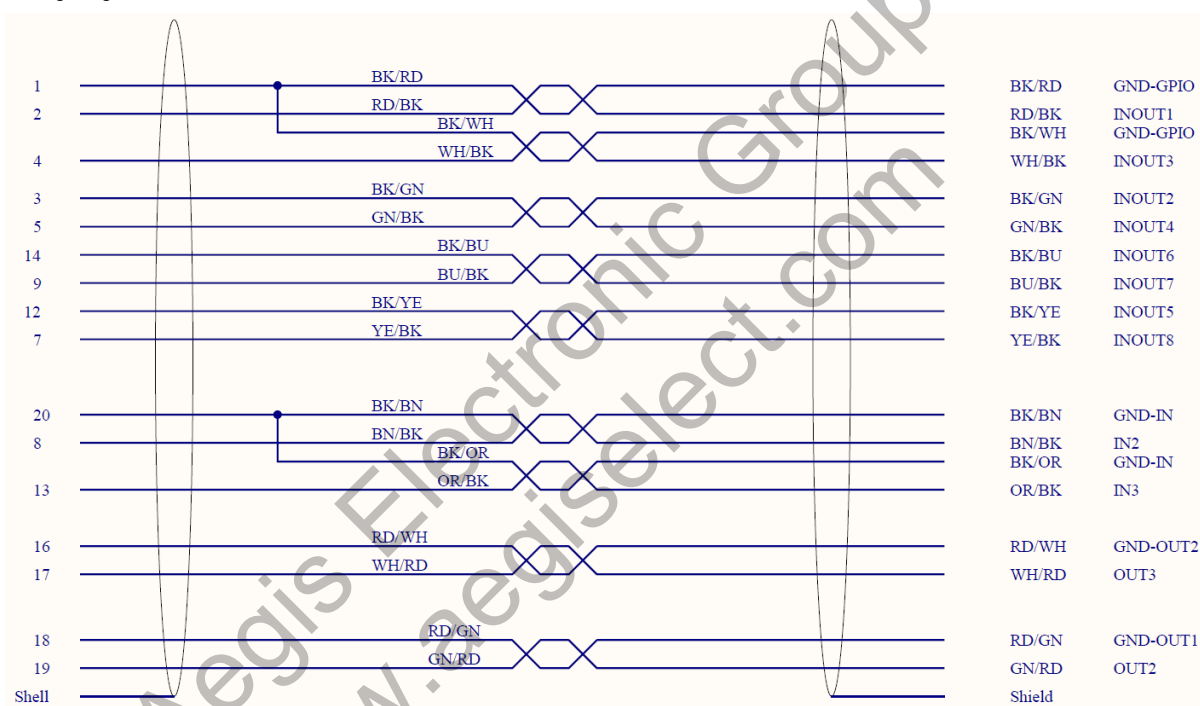 1 BK/RD BK/RD GND-GPIO
2 RD/BK RD/BK INOUT1
BK/WH BK/WH GND-GPIO
4 WH/BK WH/BK INOUT3
3 BK/GN BK/GN INOUT2
5 GN/BK GN/BK INOUT4
14 BK/BU BK/BU INOUT6
9 BU/BK BU/BK INOUT7
12 BK/YE BK/YE INOUT5
7 YE/BK YE/BK INOUT8
20 BK/BN BK/BN GND-IN
8 BN/BK BN/BK IN2
BK/OR BK/OR GND-IN
13 OR/BK OR/BK IN3
16 RD/WH RD/WH GND-OUT2
17 WH/RD WH/RD OUT3
18 RD/GN RD/GN GND-OUT1
19 GN/RD GN/RD OUT2
Shell Shield
Aegis Electronic Group
www.aegiselect.com